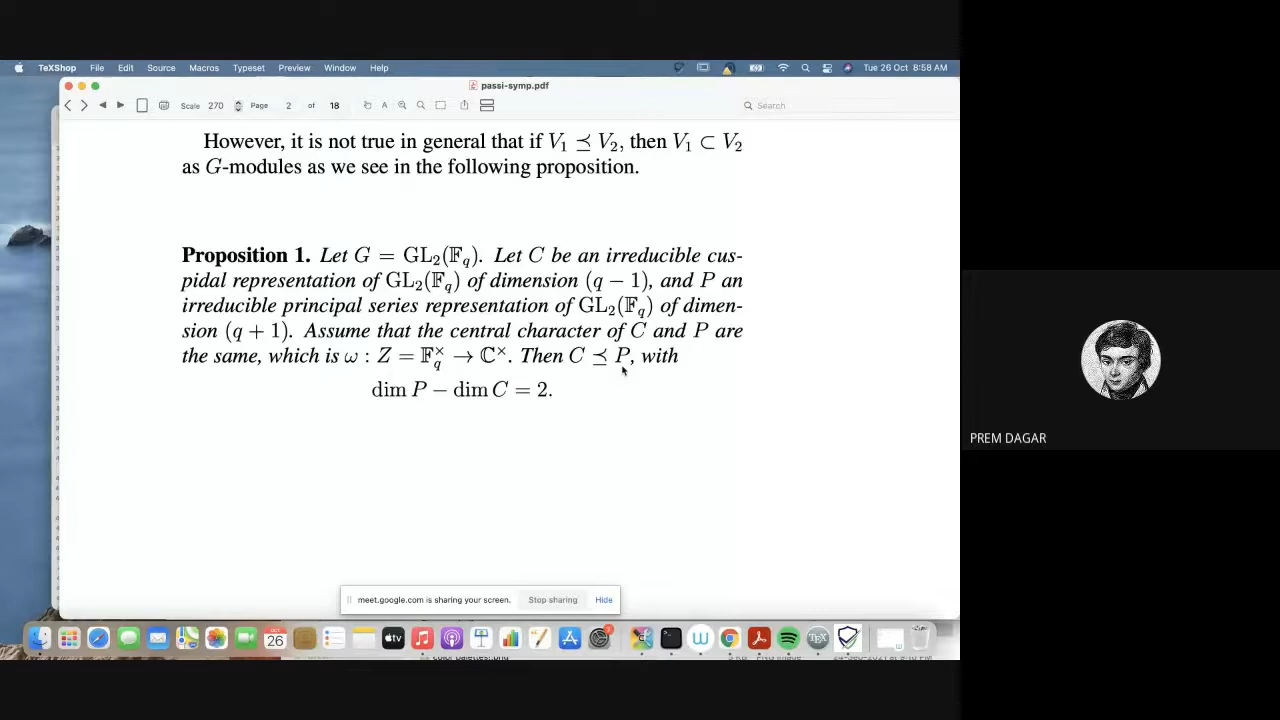 TeXShop File Edit Source Macros Typeset Preview Window Help Tue 26 Oct 8:58 AM
passi-symp.pdf
Scale 270 Page 2 of 18 A Search
However, it is not true in general that if V₁ ⪯ V₂, then V₁ ⊂ V₂
as G-modules as we see in the following proposition.
Proposition 1. Let G = GL₂(𝔽_q). Let C be an irreducible cus-
pidal representation of GL₂(𝔽_q) of dimension (q − 1), and P an
irreducible principal series representation of GL₂(𝔽_q) of dimen-
sion (q + 1). Assume that the central character of C and P are
the same, which is ω : Z = 𝔽_q^× → ℂ^×. Then C ⪯ P, with
dim P − dim C = 2.
PREM DAGAR
meet.google.com is sharing your screen. Stop sharing Hide
OCT
26
tv
TEX